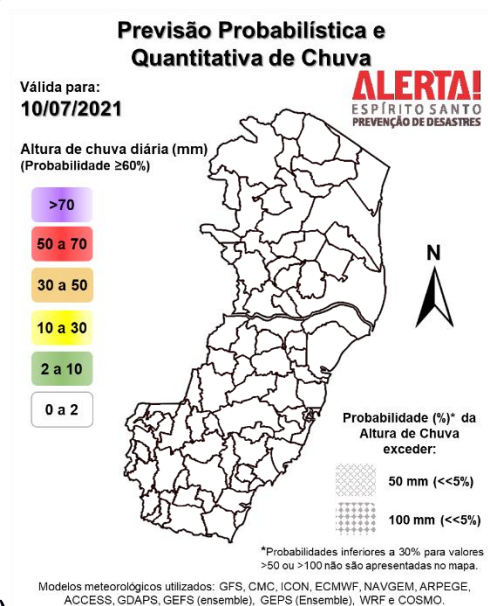 Previsão Probabilística e
Quantitativa de Chuva
Válida para:
10/07/2021
ALERTA!
ESPÍRITO SANTO
PREVENÇÃO DE DESASTRES
Altura de chuva diária (mm)
(Probabilidade ≥60%)
>70
50 a 70
30 a 50
10 a 30
2 a 10
0 a 2
N
Probabilidade (%)* da
Altura de Chuva
exceder:
50 mm (<<5%)
100 mm (<<5%)
*Probabilidades inferiores a 30% para valores
>50 ou >100 não são apresentadas no mapa.
Modelos meteorológicos utilizados: GFS, CMC, ICON, ECMWF, NAVGEM, ARPEGE,
ACCESS, GDAPS, GEFS (ensemble), GEPS (Ensemble), WRF e COSMO.